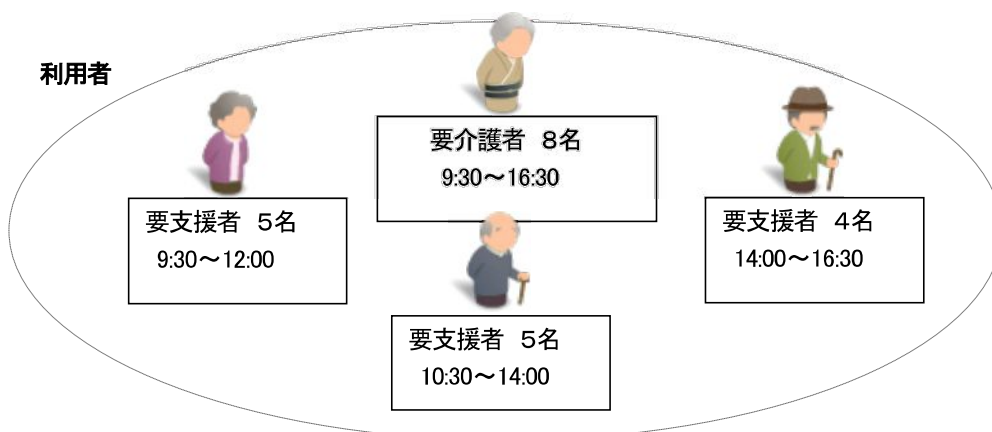 利用者
要介護者　８名
9:30～16:30
要支援者　５名
9:30～12:00
要支援者　４名
14:00～16:30
要支援者　５名
10:30～14:00